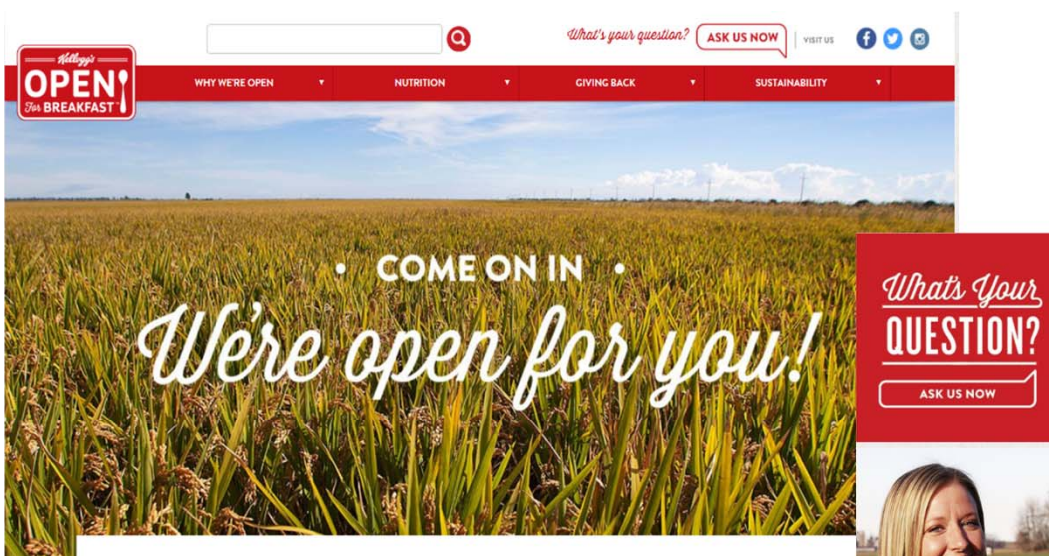 What's your question?
ASK US NOW
VISIT US
Kellogg's
OPEN
For BREAKFAST
WHY WE'RE OPEN
NUTRITION
GIVING BACK
SUSTAINABILITY
COME ON IN
We're open for you!
What's Your
QUESTION?
ASK US NOW